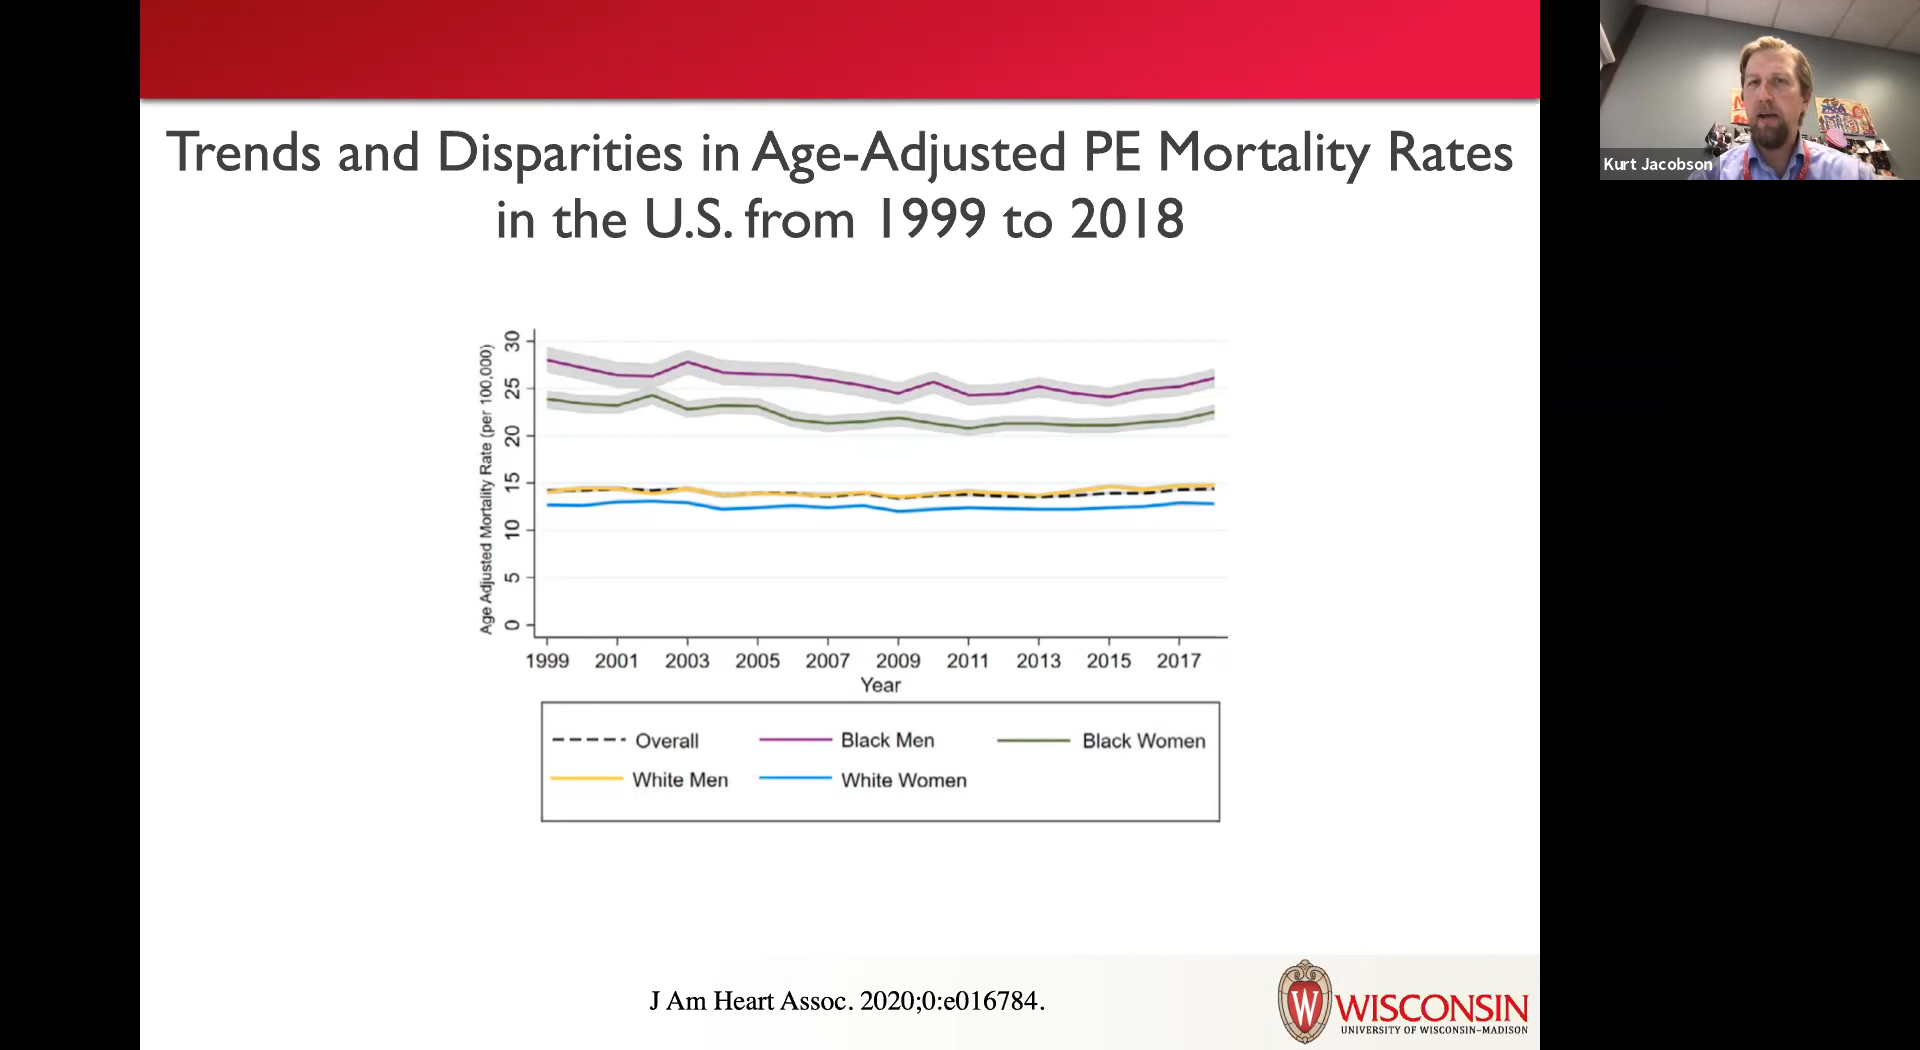 Trends and Disparities in Age-Adjusted PE Mortality Rates
in the U.S. from 1999 to 2018
Kurt Jacobson
Age Adjusted Mortality Rate (per 100,000)
30
25
20
15
10
5
0
1999 2001 2003 2005 2007 2009 2011 2013 2015 2017
Year
Overall Black Men Black Women
White Men White Women
J Am Heart Assoc. 2020;0:e016784.
W WISCONSIN
UNIVERSITY OF WISCONSIN–MADISON